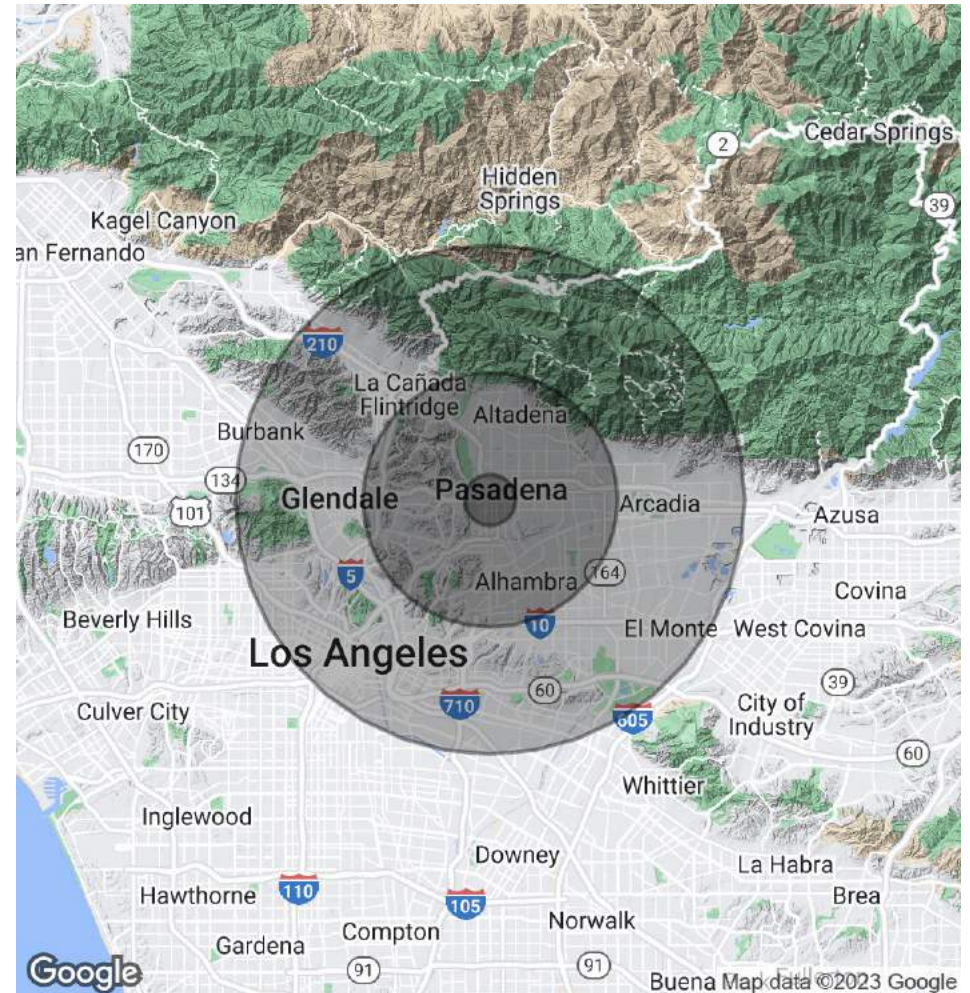 Cedar Springs
2
Hidden
Springs
39
Kagel Canyon
an Fernando
210
La Cañada
Flintridge
Altadena
Burbank
170
134
Glendale
Pasadena
Arcadia
101
Azusa
5
Alhambra
164
Covina
10
Beverly Hills
El Monte
West Covina
Los Angeles
60
39
710
City of
Industry
Culver City
605
60
Whittier
Inglewood
Downey
La Habra
Hawthorne
110
105
Brea
Norwalk
Compton
Gardena
91
91
Google
Buena
Map data ©2023 Google